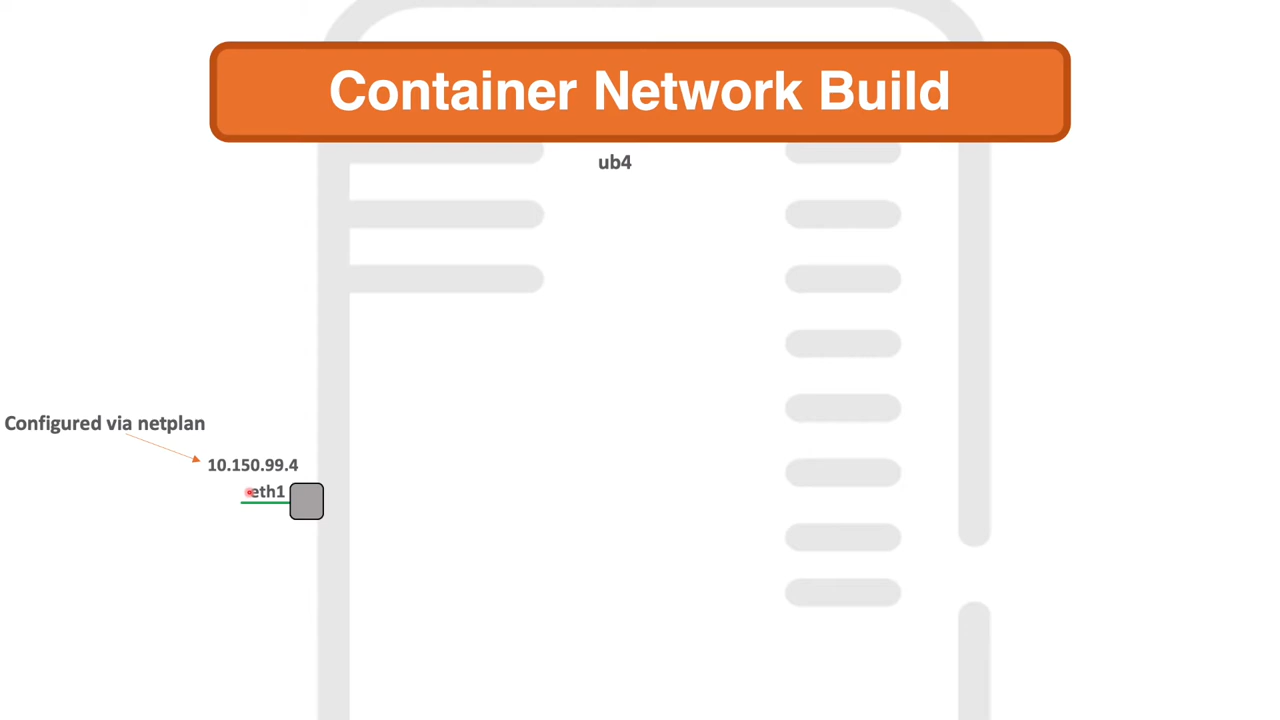 Container Network Build
ub4
Configured via netplan
10.150.99.4
eth1